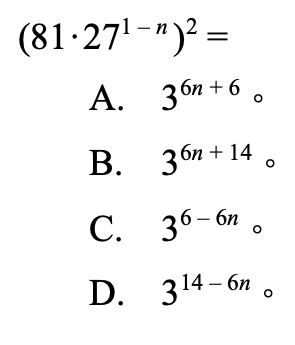 (81·27^{1 – n})^2 =
A. 3^{6n + 6}。
B. 3^{6n + 14}。
C. 3^{6 – 6n}。
D. 3^{14 – 6n}。